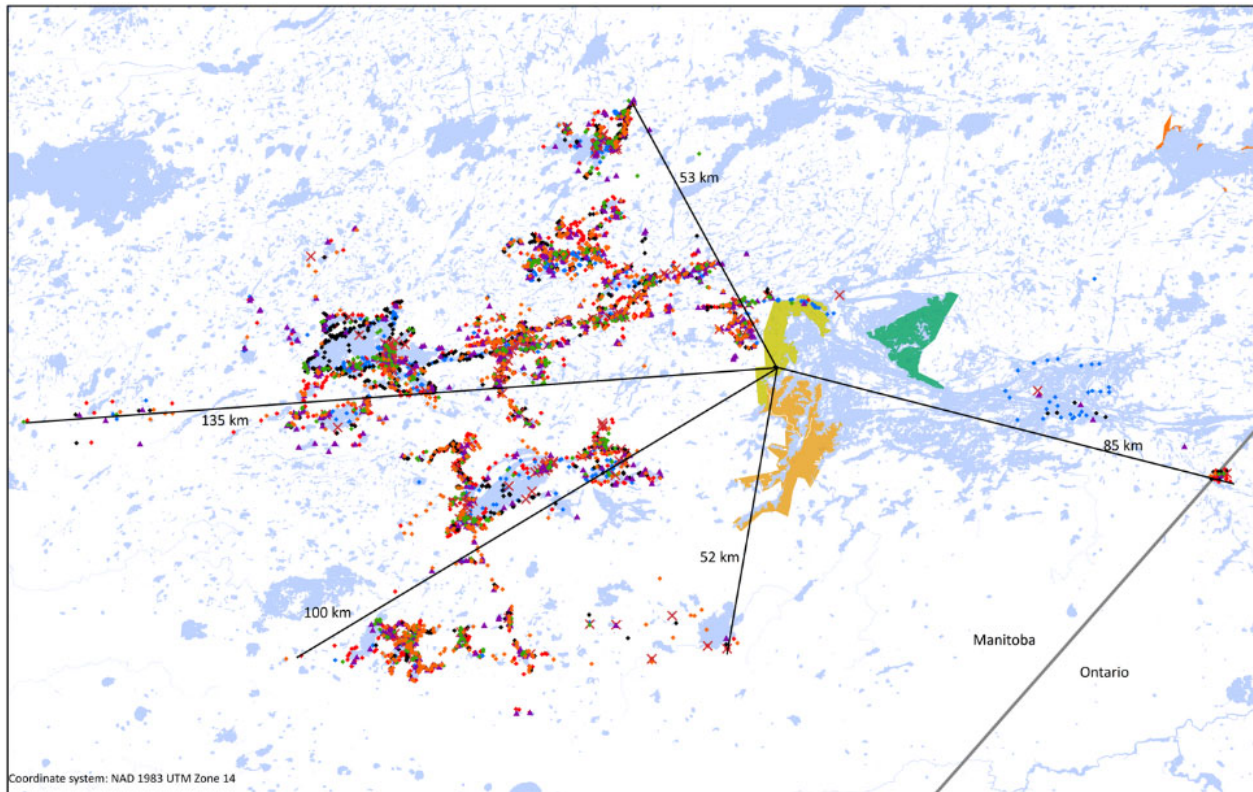 53 km
135 km
85 km
52 km
100 km
Manitoba
Ontario
Coordinate system: NAD 1983 UTM Zone 14